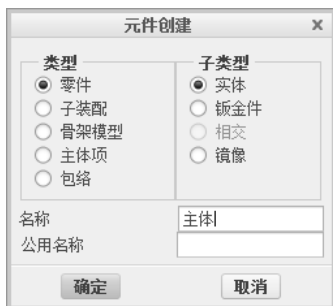 元件创建
类型
零件
子装配
骨架模型
主体项
包络
子类型
实体
钣金件
相交
镜像
名称 主体
公用名称
确定 取消